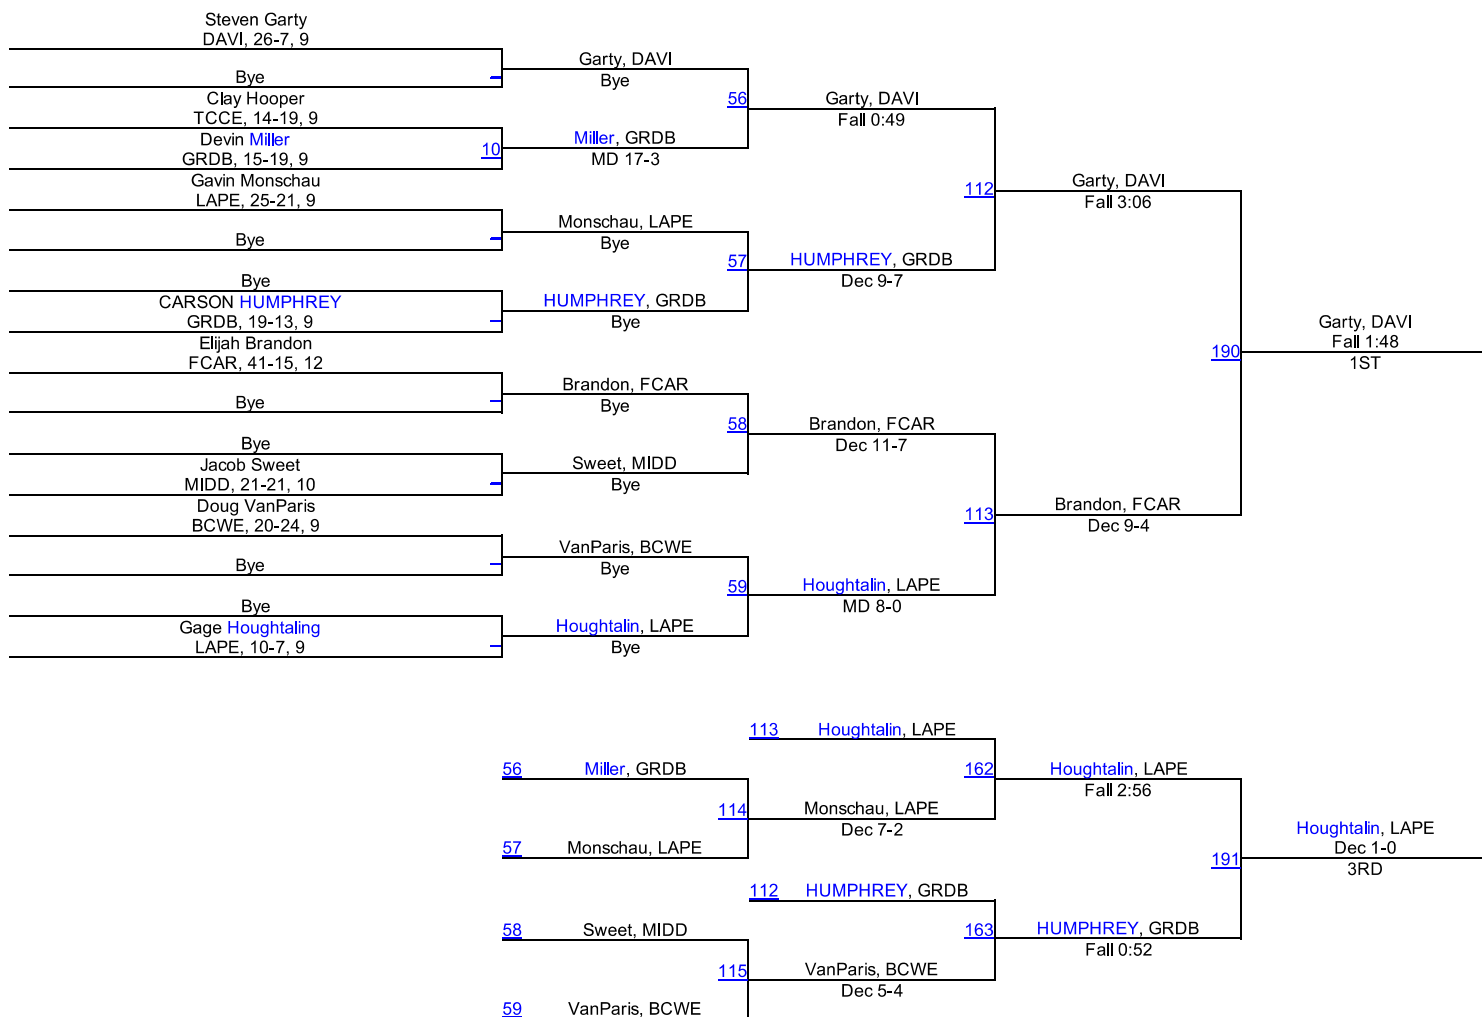 Steven Garty
DAVI, 26-7, 9
Bye
Clay Hooper
TCCE, 14-19, 9
Devin Miller
GRDB, 15-19, 9
10
Gavin Monschau
LAPE, 25-21, 9
Bye
Bye
CARSON HUMPHREY
GRDB, 19-13, 9
Elijah Brandon
FCAR, 41-15, 12
Bye
Bye
Jacob Sweet
MIDD, 21-21, 10
Doug VanParis
BCWE, 20-24, 9
Bye
Bye
Gage Houghtaling
LAPE, 10-7, 9
Garty, DAVI
Bye
56
Miller, GRDB
MD 17-3
Monschau, LAPE
Bye
57
HUMPHREY, GRDB
Bye
Brandon, FCAR
Bye
58
Sweet, MIDD
Bye
VanParis, BCWE
Bye
59
Houghtalin, LAPE
Bye
Garty, DAVI
Fall 0:49
112
HUMPHREY, GRDB
Dec 9-7
Brandon, FCAR
Dec 11-7
113
Houghtalin, LAPE
MD 8-0
Garty, DAVI
Fall 3:06
190
Brandon, FCAR
Dec 9-4
Garty, DAVI
Fall 1:48
1ST
113 Houghtalin, LAPE
56 Miller, GRDB
162
Houghtalin, LAPE
Fall 2:56
114
Monschau, LAPE
Dec 7-2
57 Monschau, LAPE
191
Houghtalin, LAPE
Dec 1-0
3RD
112 HUMPHREY, GRDB
58 Sweet, MIDD
163
HUMPHREY, GRDB
Fall 0:52
115
VanParis, BCWE
Dec 5-4
59 VanParis, BCWE